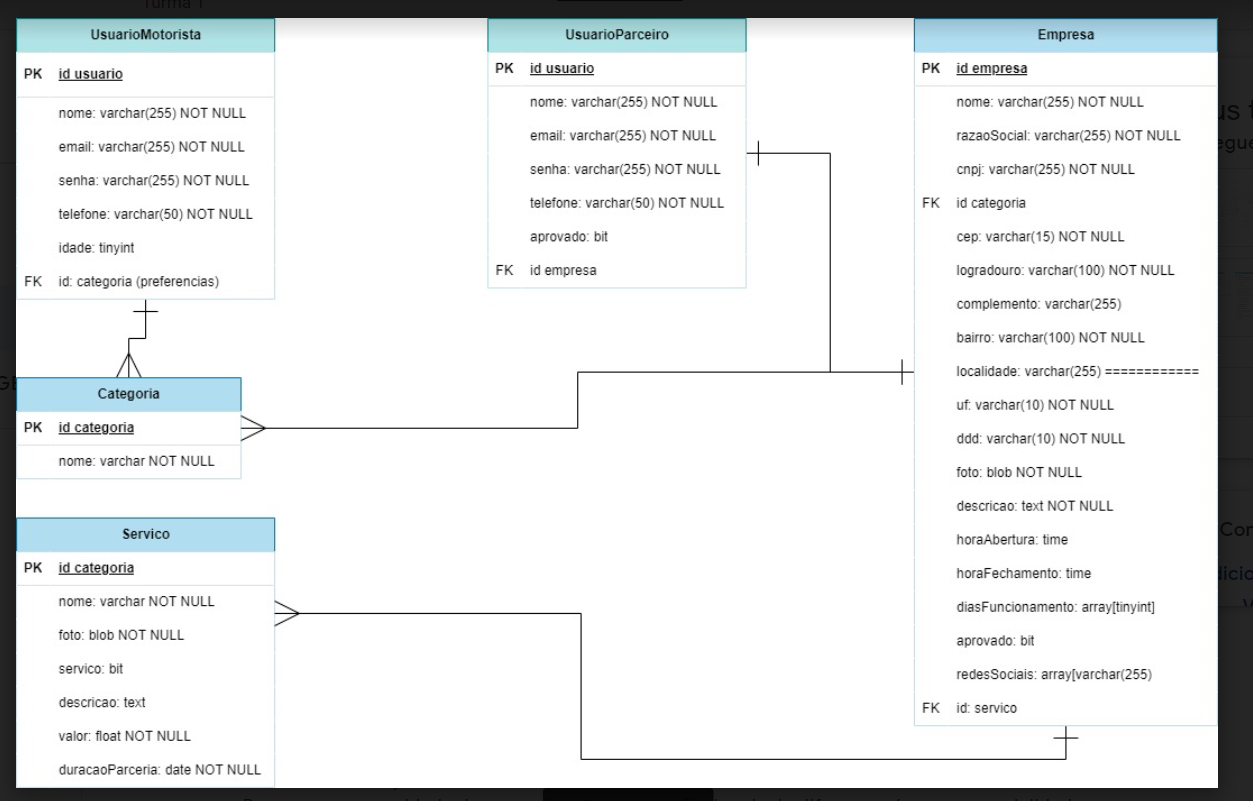 Turma 1
UsuarioMotorista
PK id usuario
nome: varchar(255) NOT NULL
email: varchar(255) NOT NULL
senha: varchar(255) NOT NULL
telefone: varchar(50) NOT NULL
idade: tinyint
FK id: categoria (preferencias)
UsuarioParceiro
PK id usuario
nome: varchar(255) NOT NULL
email: varchar(255) NOT NULL
senha: varchar(255) NOT NULL
telefone: varchar(50) NOT NULL
aprovado: bit
FK id empresa
Empresa
PK id empresa
nome: varchar(255) NOT NULL
razaoSocial: varchar(255) NOT NULL
cnpj: varchar(255) NOT NULL
FK id categoria
cep: varchar(15) NOT NULL
logradouro: varchar(100) NOT NULL
complemento: varchar(255)
bairro: varchar(100) NOT NULL
localidade: varchar(255) ============
uf: varchar(10) NOT NULL
ddd: varchar(10) NOT NULL
foto: blob NOT NULL
descricao: text NOT NULL
horaAbertura: time
horaFechamento: time
diasFuncionamento: array[tinyint]
aprovado: bit
redesSociais: array[varchar(255)
FK id: servico
Categoria
PK id categoria
nome: varchar NOT NULL
Servico
PK id categoria
nome: varchar NOT NULL
foto: blob NOT NULL
servico: bit
descricao: text
valor: float NOT NULL
duracaoParceria: date NOT NULL